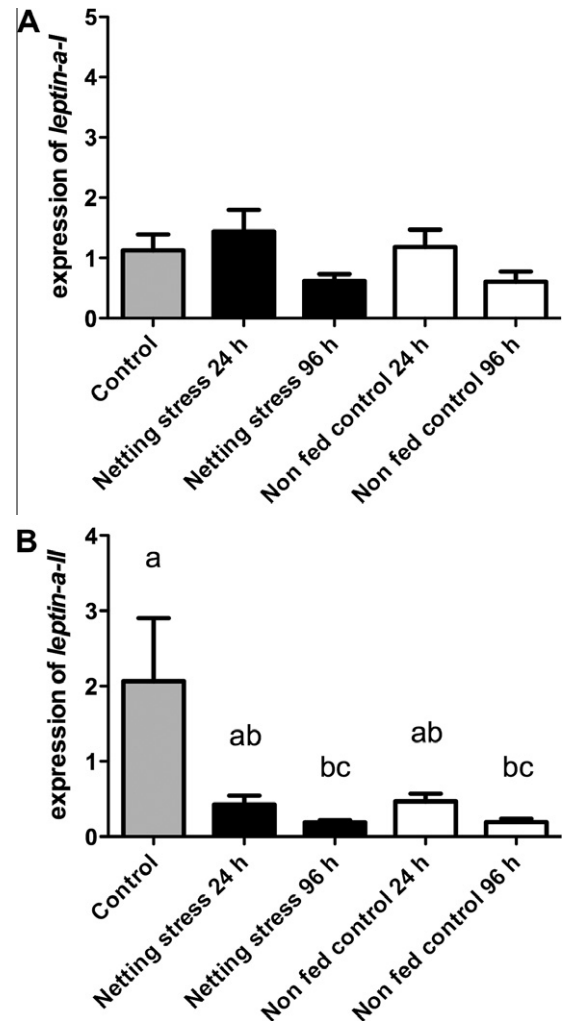 A
expression of leptin-a-I
5
4
3
2
1
0
Control
Netting stress 24 h
Netting stress 96 h
Non fed control 24 h
Non fed control 96 h
B
expression of leptin-a-II
4
3
2
1
0
a
ab
bc
ab
bc
Control
Netting stress 24 h
Netting stress 96 h
Non fed control 24 h
Non fed control 96 h